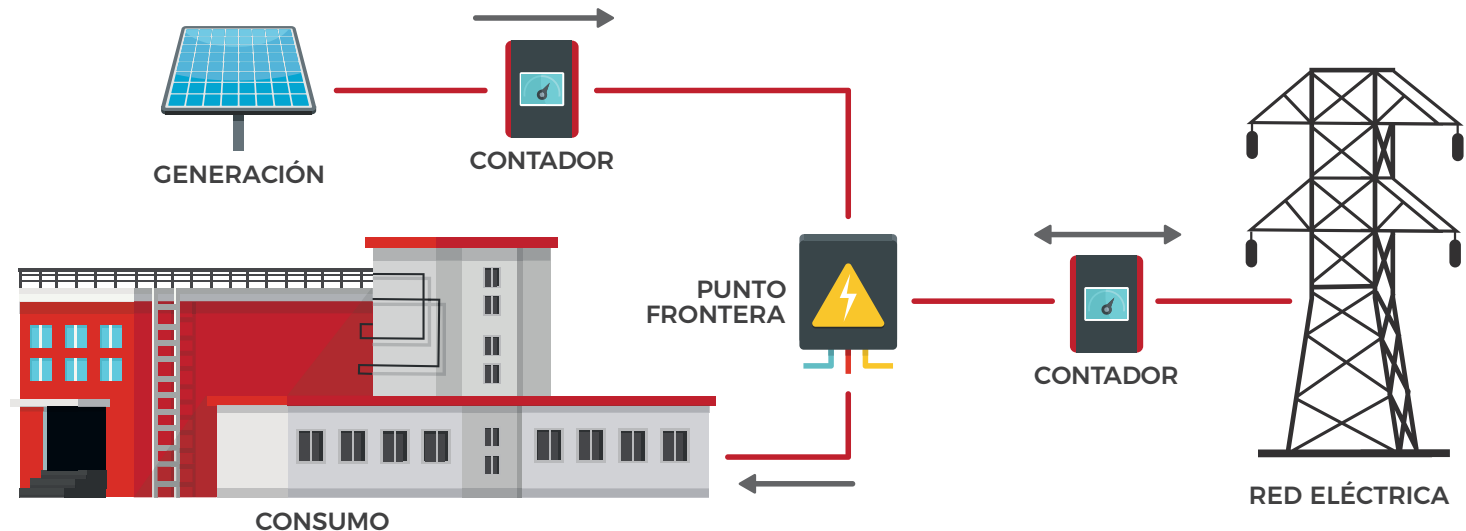 GENERACIÓN
CONTADOR
PUNTO
FRONTERA
CONTADOR
RED ELÉCTRICA
CONSUMO